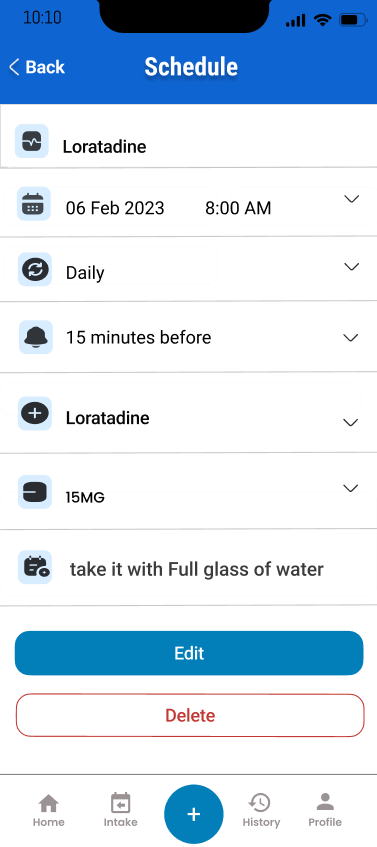 10:10
Back
Schedule
Loratadine
06 Feb 2023 8:00 AM
Daily
15 minutes before
Loratadine
15MG
take it with Full glass of water
Edit
Delete
Home Intake + History Profile